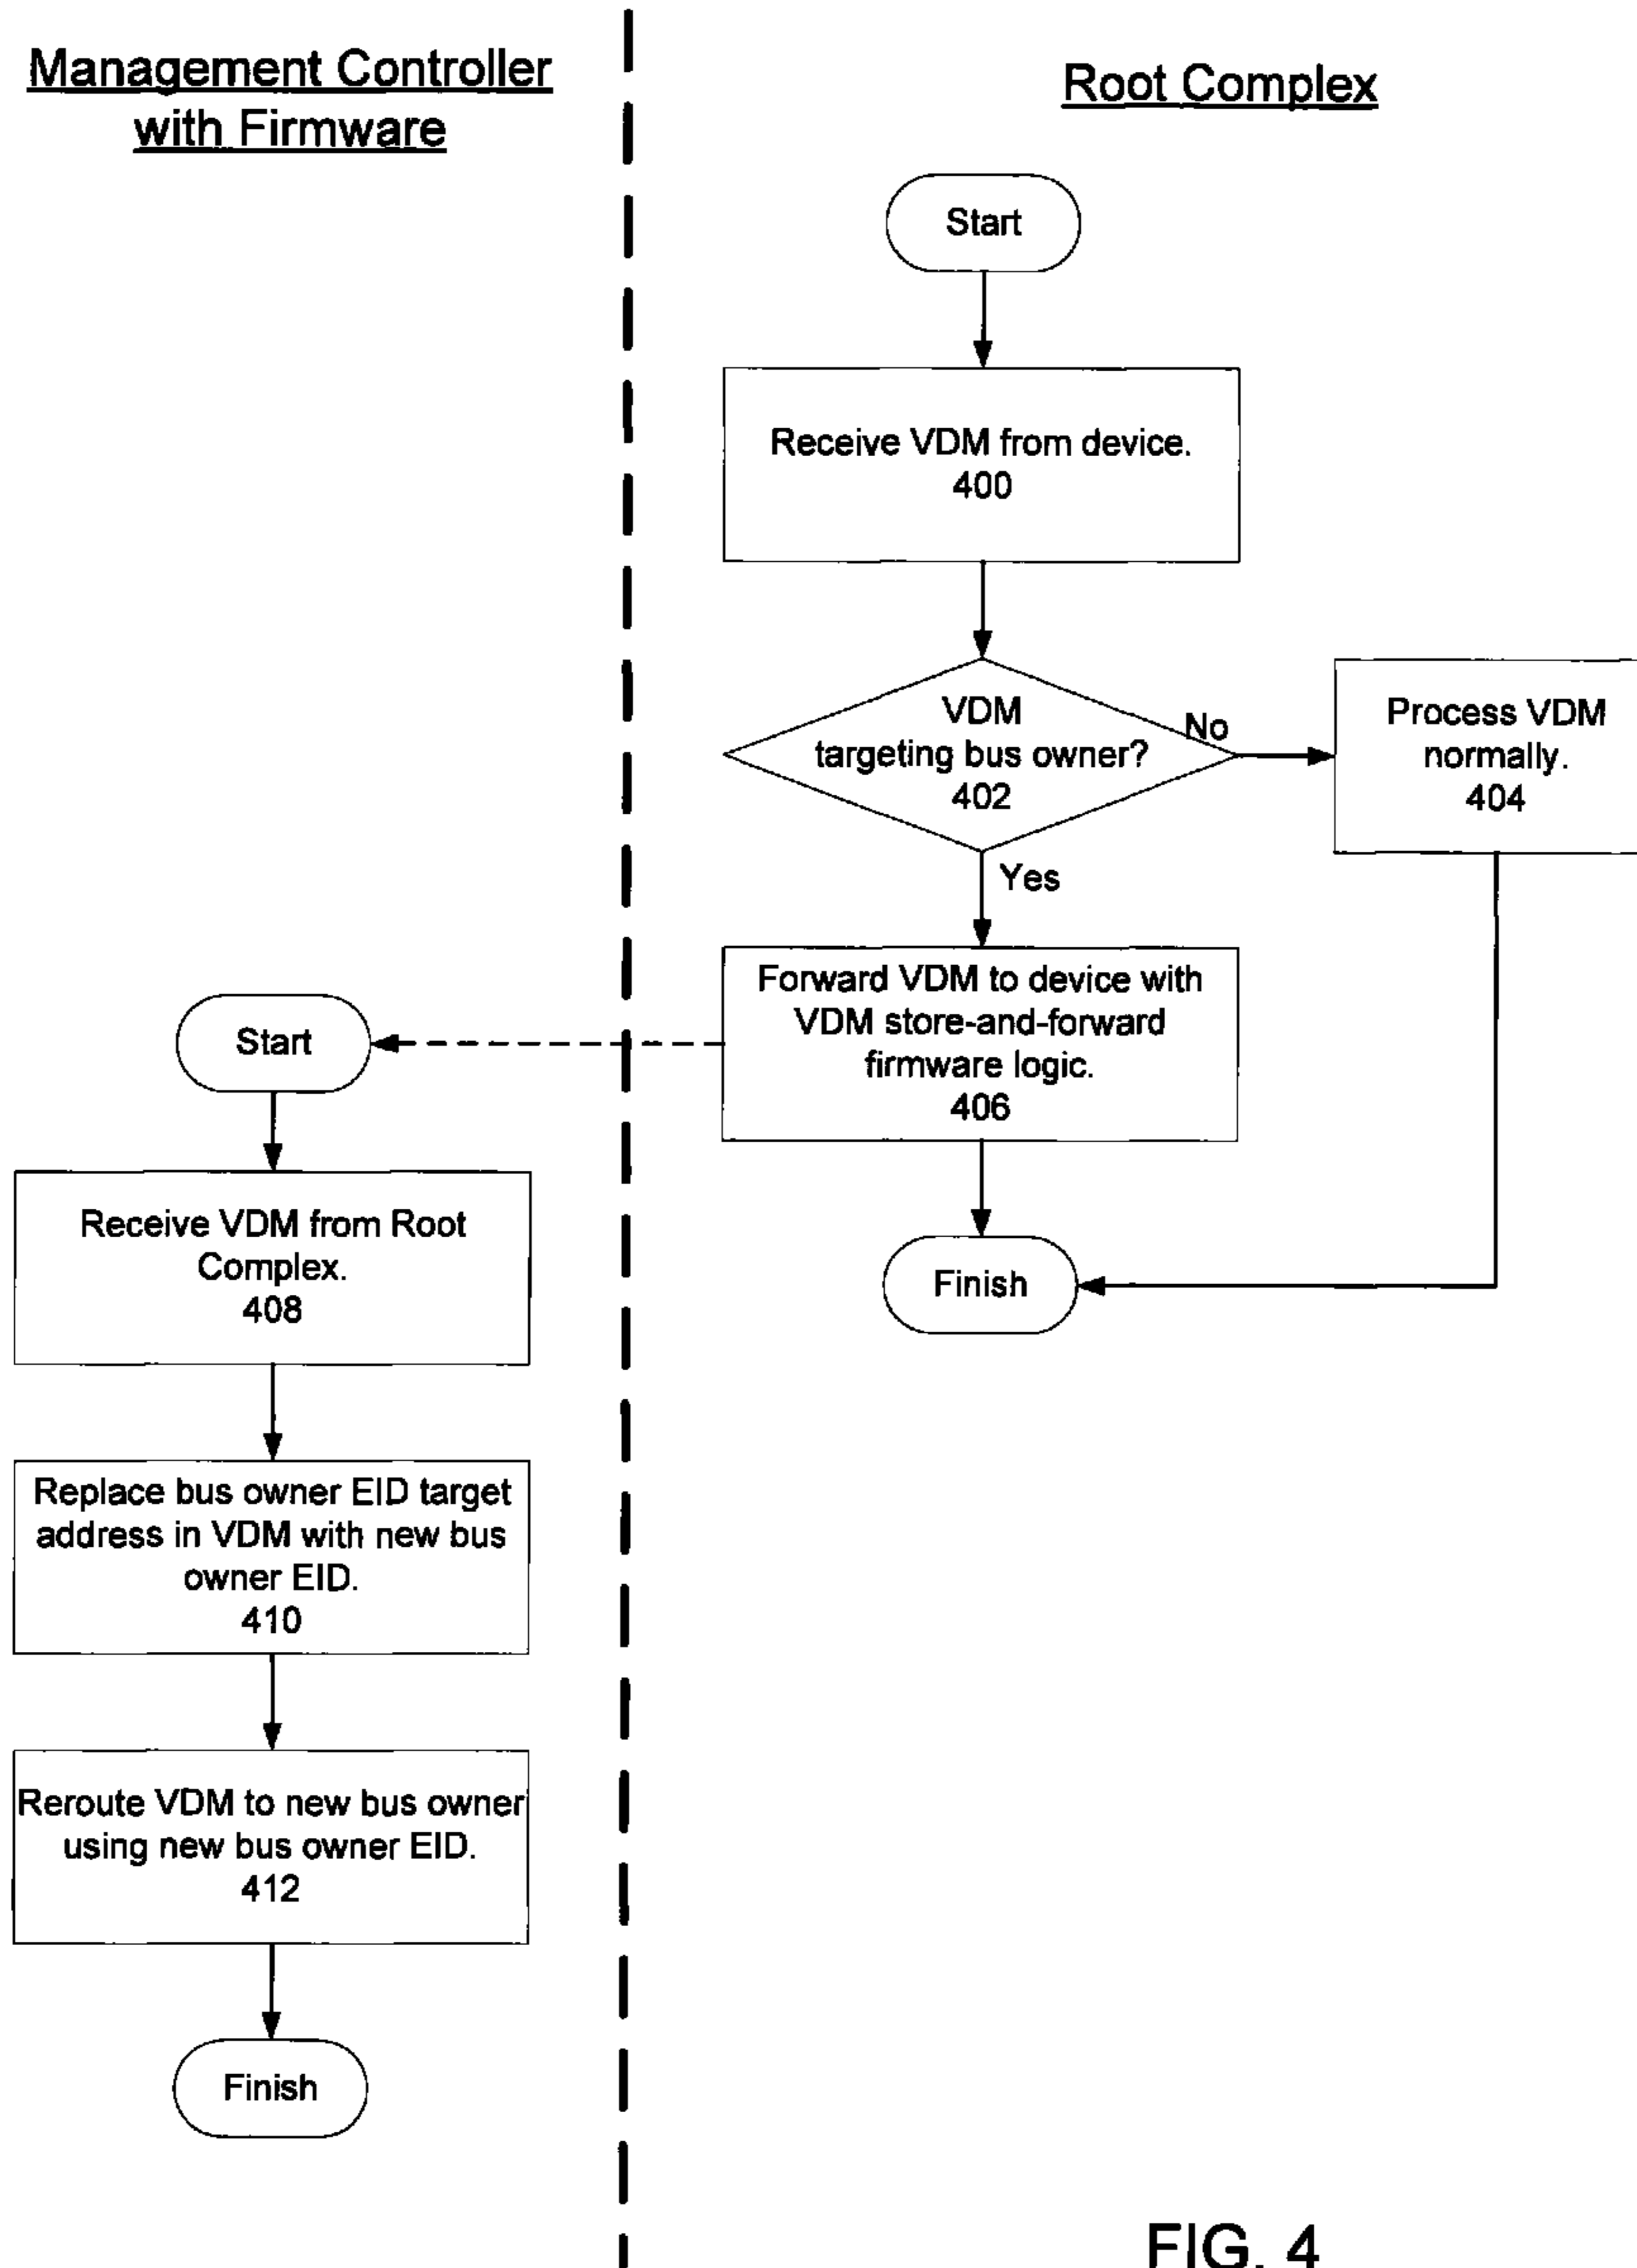 Management Controller
with Firmware
Root Complex
Start
Receive VDM from device.
400
VDM
targeting bus owner?
402
No
Process VDM
normally.
404
Yes
Forward VDM to device with
VDM store-and-forward
firmware logic.
406
Finish
Start
Receive VDM from Root
Complex.
408
Replace bus owner EID target
address in VDM with new bus
owner EID.
410
Reroute VDM to new bus owner
using new bus owner EID.
412
Finish
FIG. 4